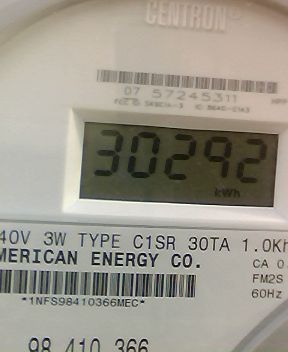 CENTRON®
07 57245311
30292
kWh
40V 3W TYPE C1SR 30TA 1.0Kh
MERICAN ENERGY CO.
CA 0.
FM2S
60Hz
*1NFS98410366MEC*
98 410 366